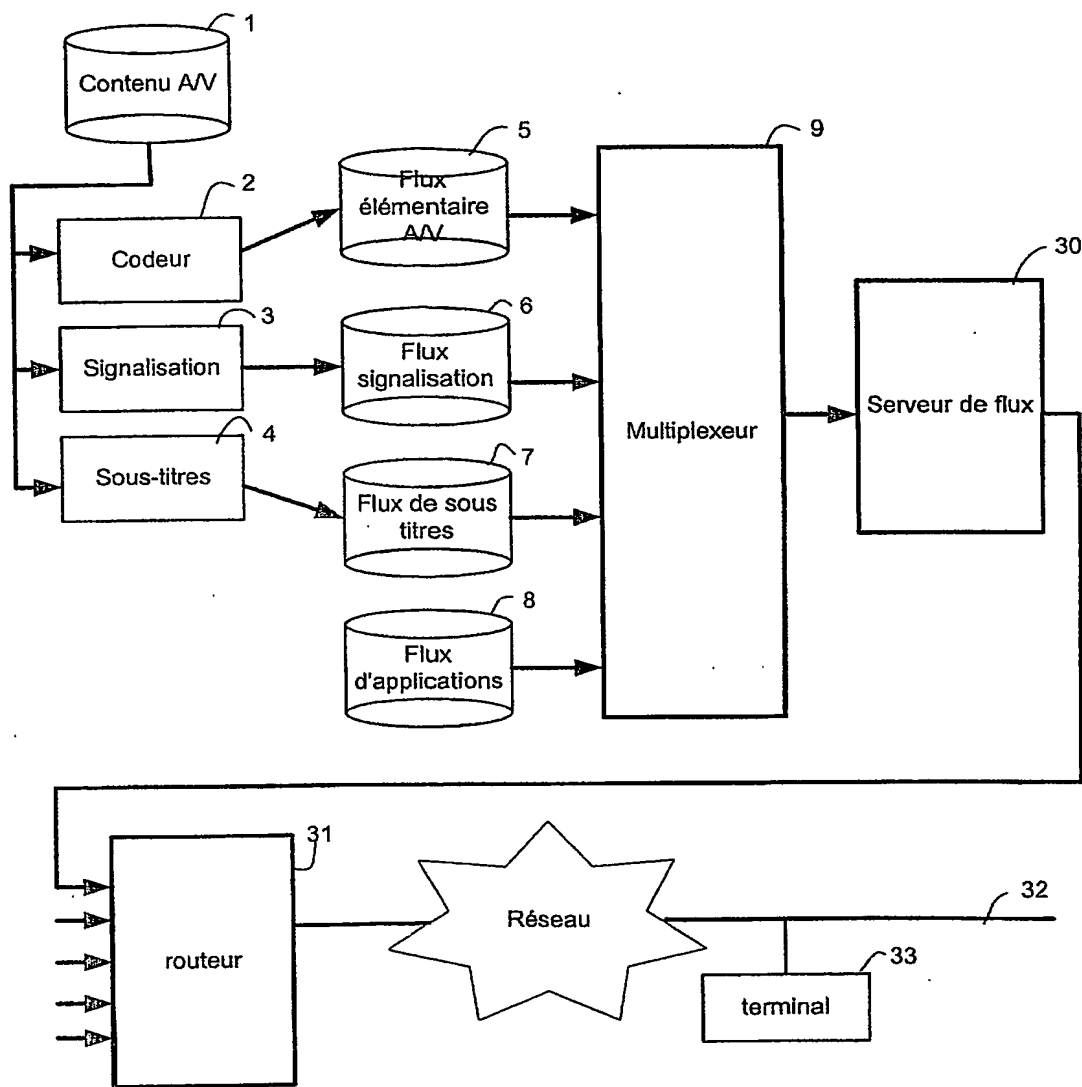 1
Contenu A/V
2
Codeur
3
Signalisation
4
Sous-titres
5
Flux
élémentaire
A/V
6
Flux
signalisation
7
Flux de sous
titres
8
Flux
d'applications
9
Multiplexeur
30
Serveur de flux
31
routeur
Réseau
32
33
terminal